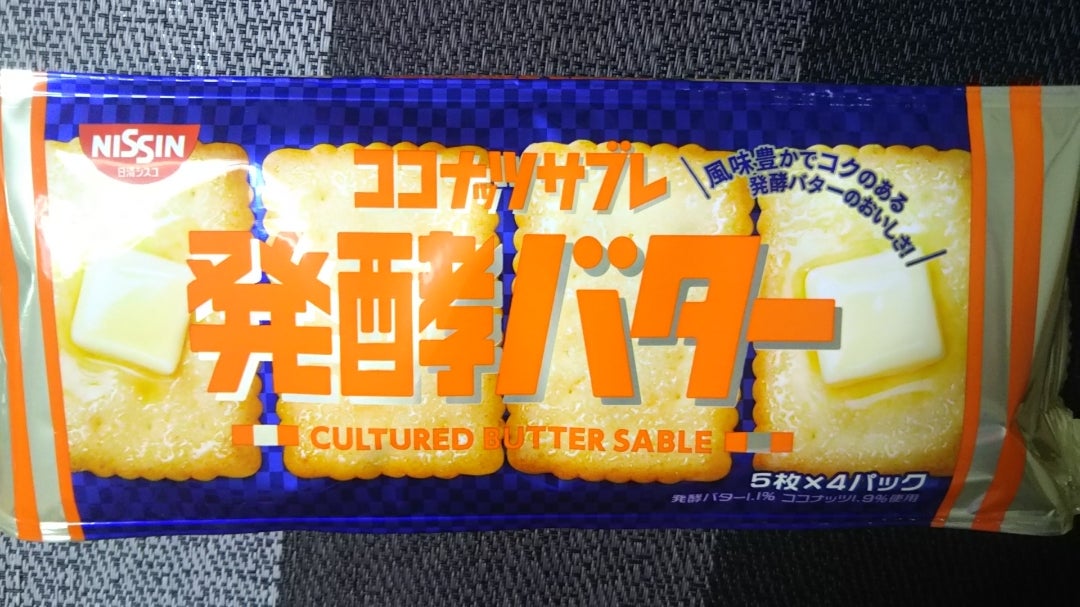 NISSIN
日清シスコ
ココナッツサブレ
風味豊かでコクのある
発酵バターのおいしさ!
発酵バター
CULTURED BUTTER SABLE
5枚×4パック
発酵バター1.1% ココナッツ1.9%使用